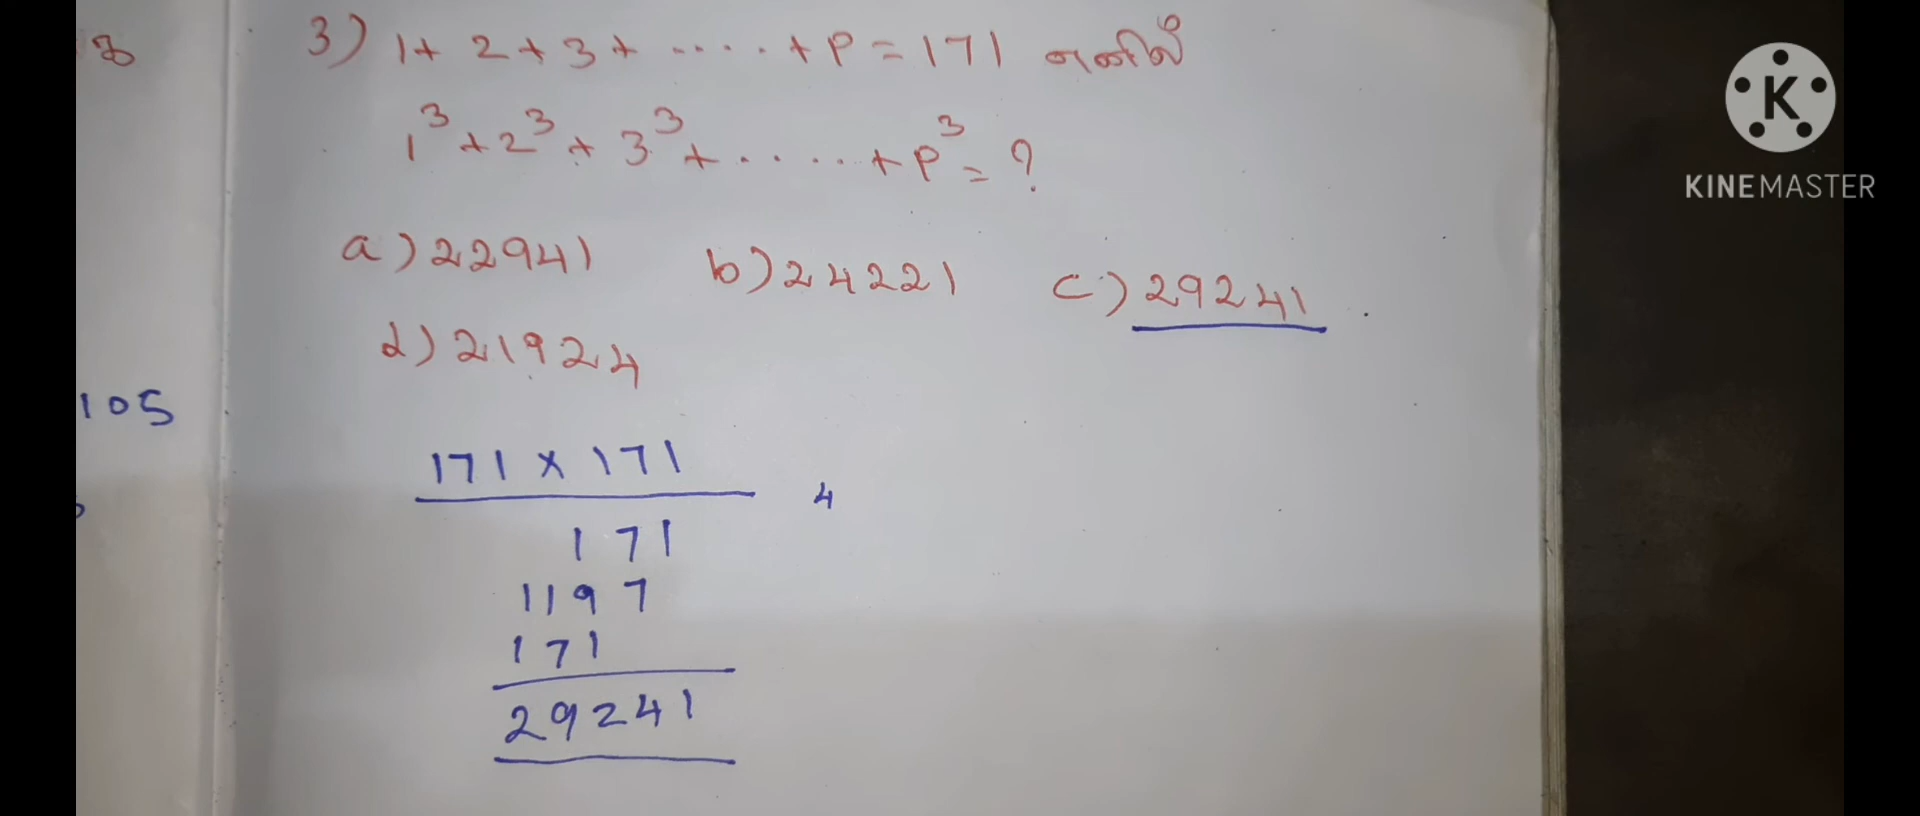 3) 1 + 2 + 3 + ..... + P = 171 எனில்
1³ + 2³ + 3³ + ..... + P³ = ?
a) 22941 b) 24221 c) 29241
d) 21924
105
171 × 171
4
171
1197
171
29241
K
KINEMASTER